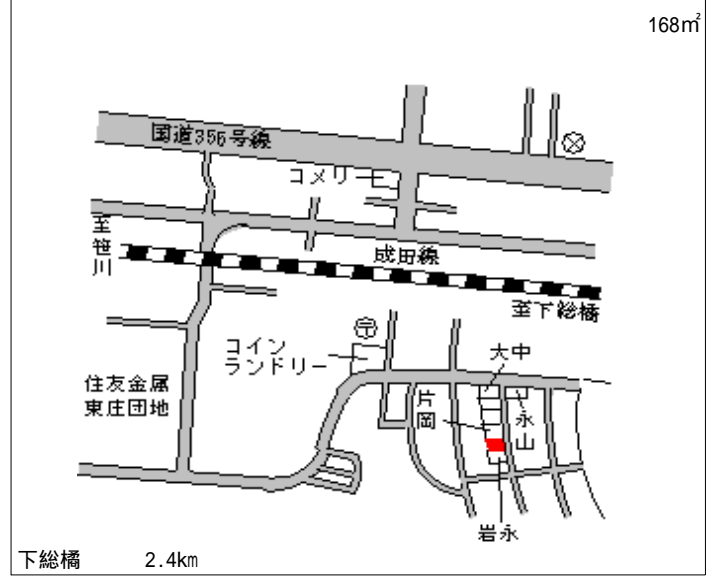 168㎡
国道356号線
コメリ
至笹川
成田線
至下総橘
〒
コイン
ランドリー
大中
住友金属
東庄団地
片岡
永山
岩永
下総橘 2.4km